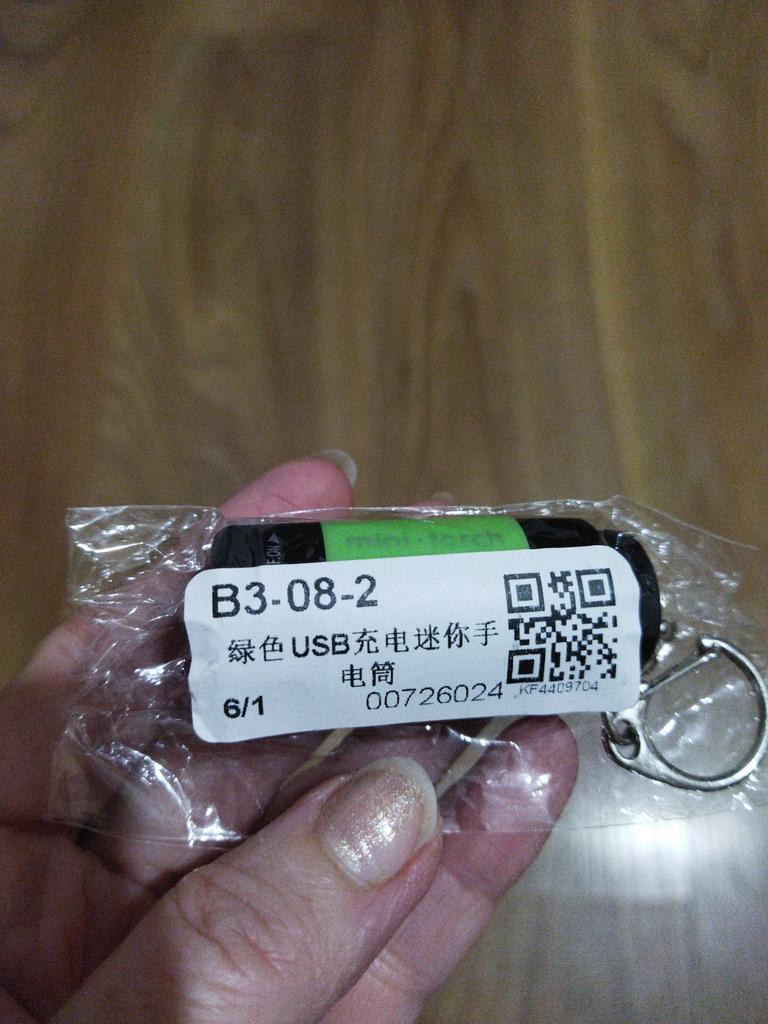 mini·torch
B3-08-2
绿色USB充电迷你手
电筒
6/1
00726024
KF4409704